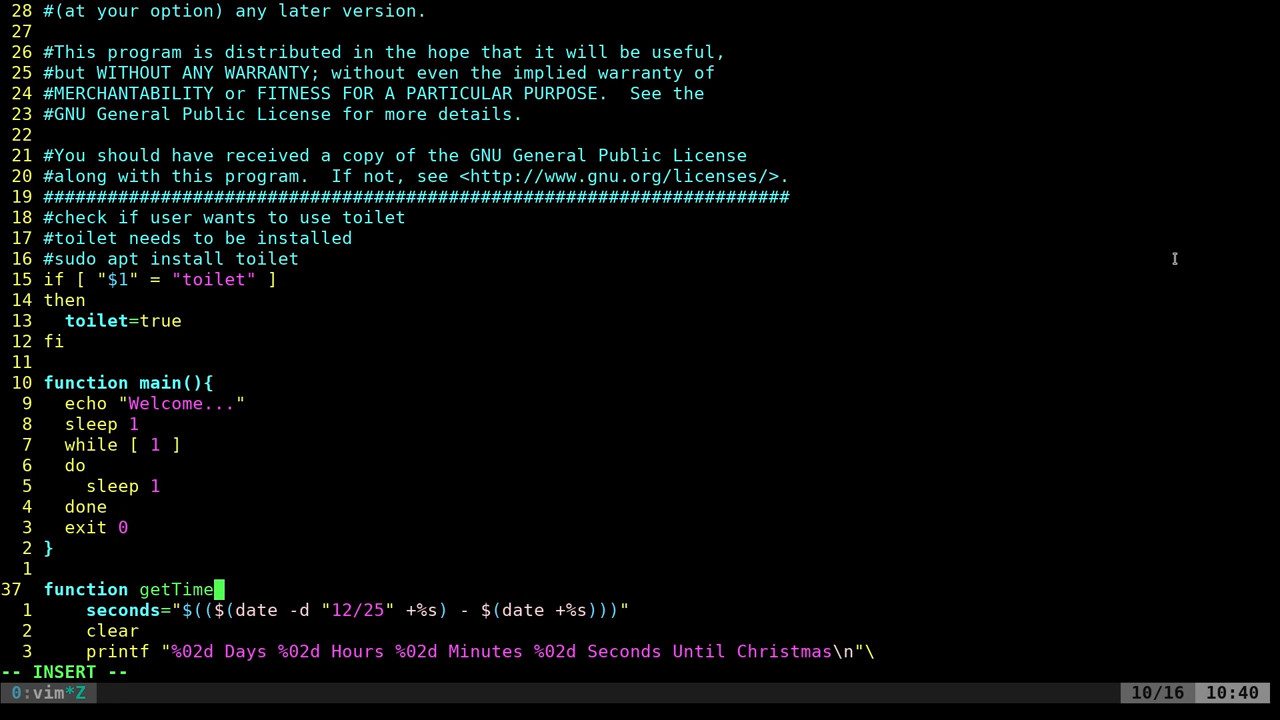 28 #(at your option) any later version.
27
26 #This program is distributed in the hope that it will be useful,
25 #but WITHOUT ANY WARRANTY; without even the implied warranty of
24 #MERCHANTABILITY or FITNESS FOR A PARTICULAR PURPOSE.  See the
23 #GNU General Public License for more details.
22
21 #You should have received a copy of the GNU General Public License
20 #along with this program.  If not, see <http://www.gnu.org/licenses/>.
19 ######################################################################
18 #check if user wants to use toilet
17 #toilet needs to be installed
16 #sudo apt install toilet
15 if [ "$1" = "toilet" ]
14 then
13   toilet=true
12 fi
11
10 function main(){
9   echo "Welcome..."
8   sleep 1
7   while [ 1 ]
6   do
5     sleep 1
4   done
3   exit 0
2 }
1
37  function getTime
1     seconds="$(($(date -d "12/25" +%s) - $(date +%s)))"
2     clear
3     printf "%02d Days %02d Hours %02d Minutes %02d Seconds Until Christmas\n"\
-- INSERT --
0:vim*Z 10/16 10:40